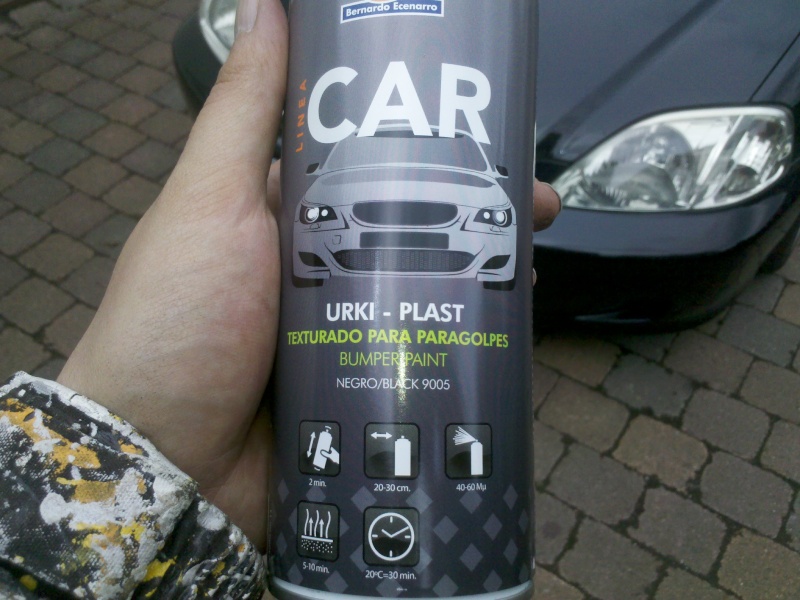 Bernardo Ecenarro
LINEA
CAR
URKI - PLAST
TEXTURADO PARA PARAGOLPES
BUMPER PAINT
NEGRO/BLACK 9005
2 min.
20-30 cm.
40-60 Mµ
5-10 min.
20ºC=30 min.